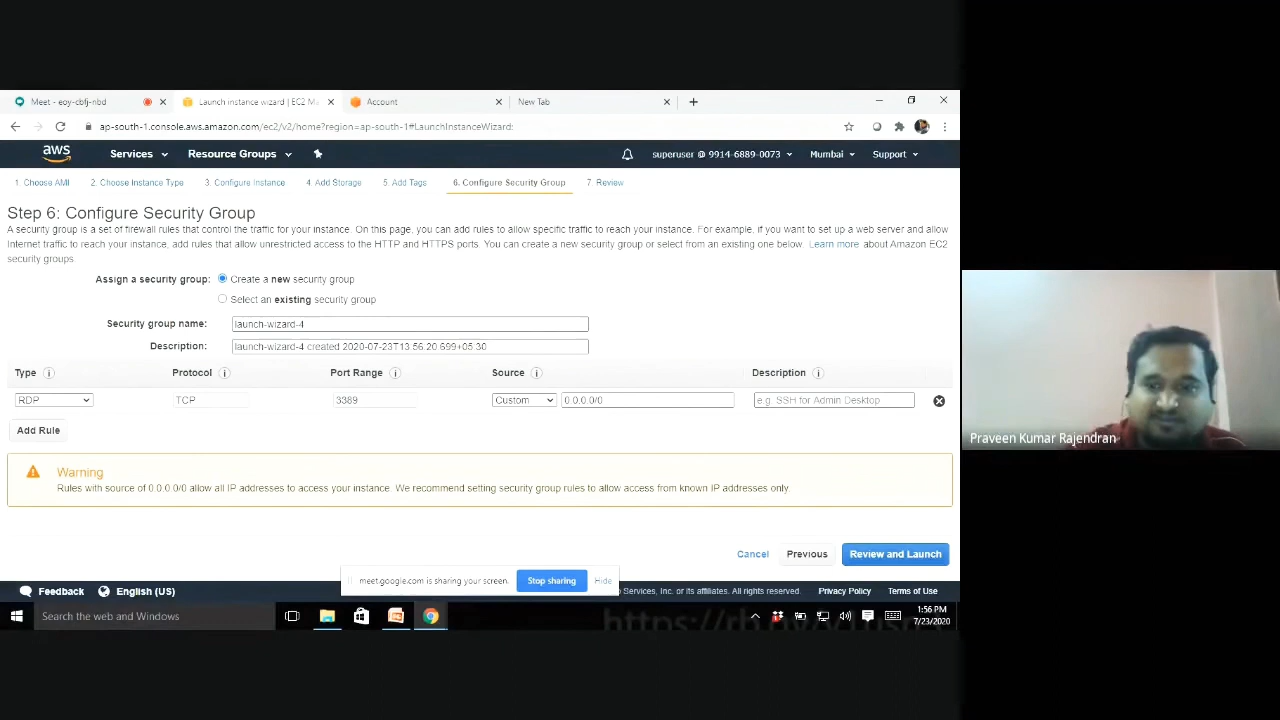 Meet - eoy-cbfj-nbd
Launch instance wizard | EC2 M
Account
New Tab
ap-south-1.console.aws.amazon.com/ec2/v2/home?region=ap-south-1#LaunchInstanceWizard:
aws
Services
Resource Groups
superuser @ 9914-6889-0073
Mumbai
Support
1. Choose AMI
2. Choose Instance Type
3. Configure Instance
4. Add Storage
5. Add Tags
6. Configure Security Group
7. Review
Step 6: Configure Security Group
A security group is a set of firewall rules that control the traffic for your instance. On this page, you can add rules to allow specific traffic to reach your instance. For example, if you want to set up a web server and allow
Internet traffic to reach your instance, add rules that allow unrestricted access to the HTTP and HTTPS ports. You can create a new security group or select from an existing one below. Learn more about Amazon EC2
security groups.
Assign a security group: Create a new security group
Select an existing security group
Security group name: launch-wizard-4
Description: launch-wizard-4 created 2020-07-23T13:56:20.699+05:30
Type i Protocol i Port Range i Source i Description i
RDP TCP 3389 Custom 0.0.0.0/0 e.g. SSH for Admin Desktop
Add Rule
Warning
Rules with source of 0.0.0.0/0 allow all IP addresses to access your instance. We recommend setting security group rules to allow access from known IP addresses only.
Cancel Previous Review and Launch
meet.google.com is sharing your screen. Stop sharing Hide
Feedback English (US) Services, Inc. or its affiliates. All rights reserved. Privacy Policy Terms of Use
Search the web and Windows
1:56 PM
7/23/2020
Praveen Kumar Rajendran